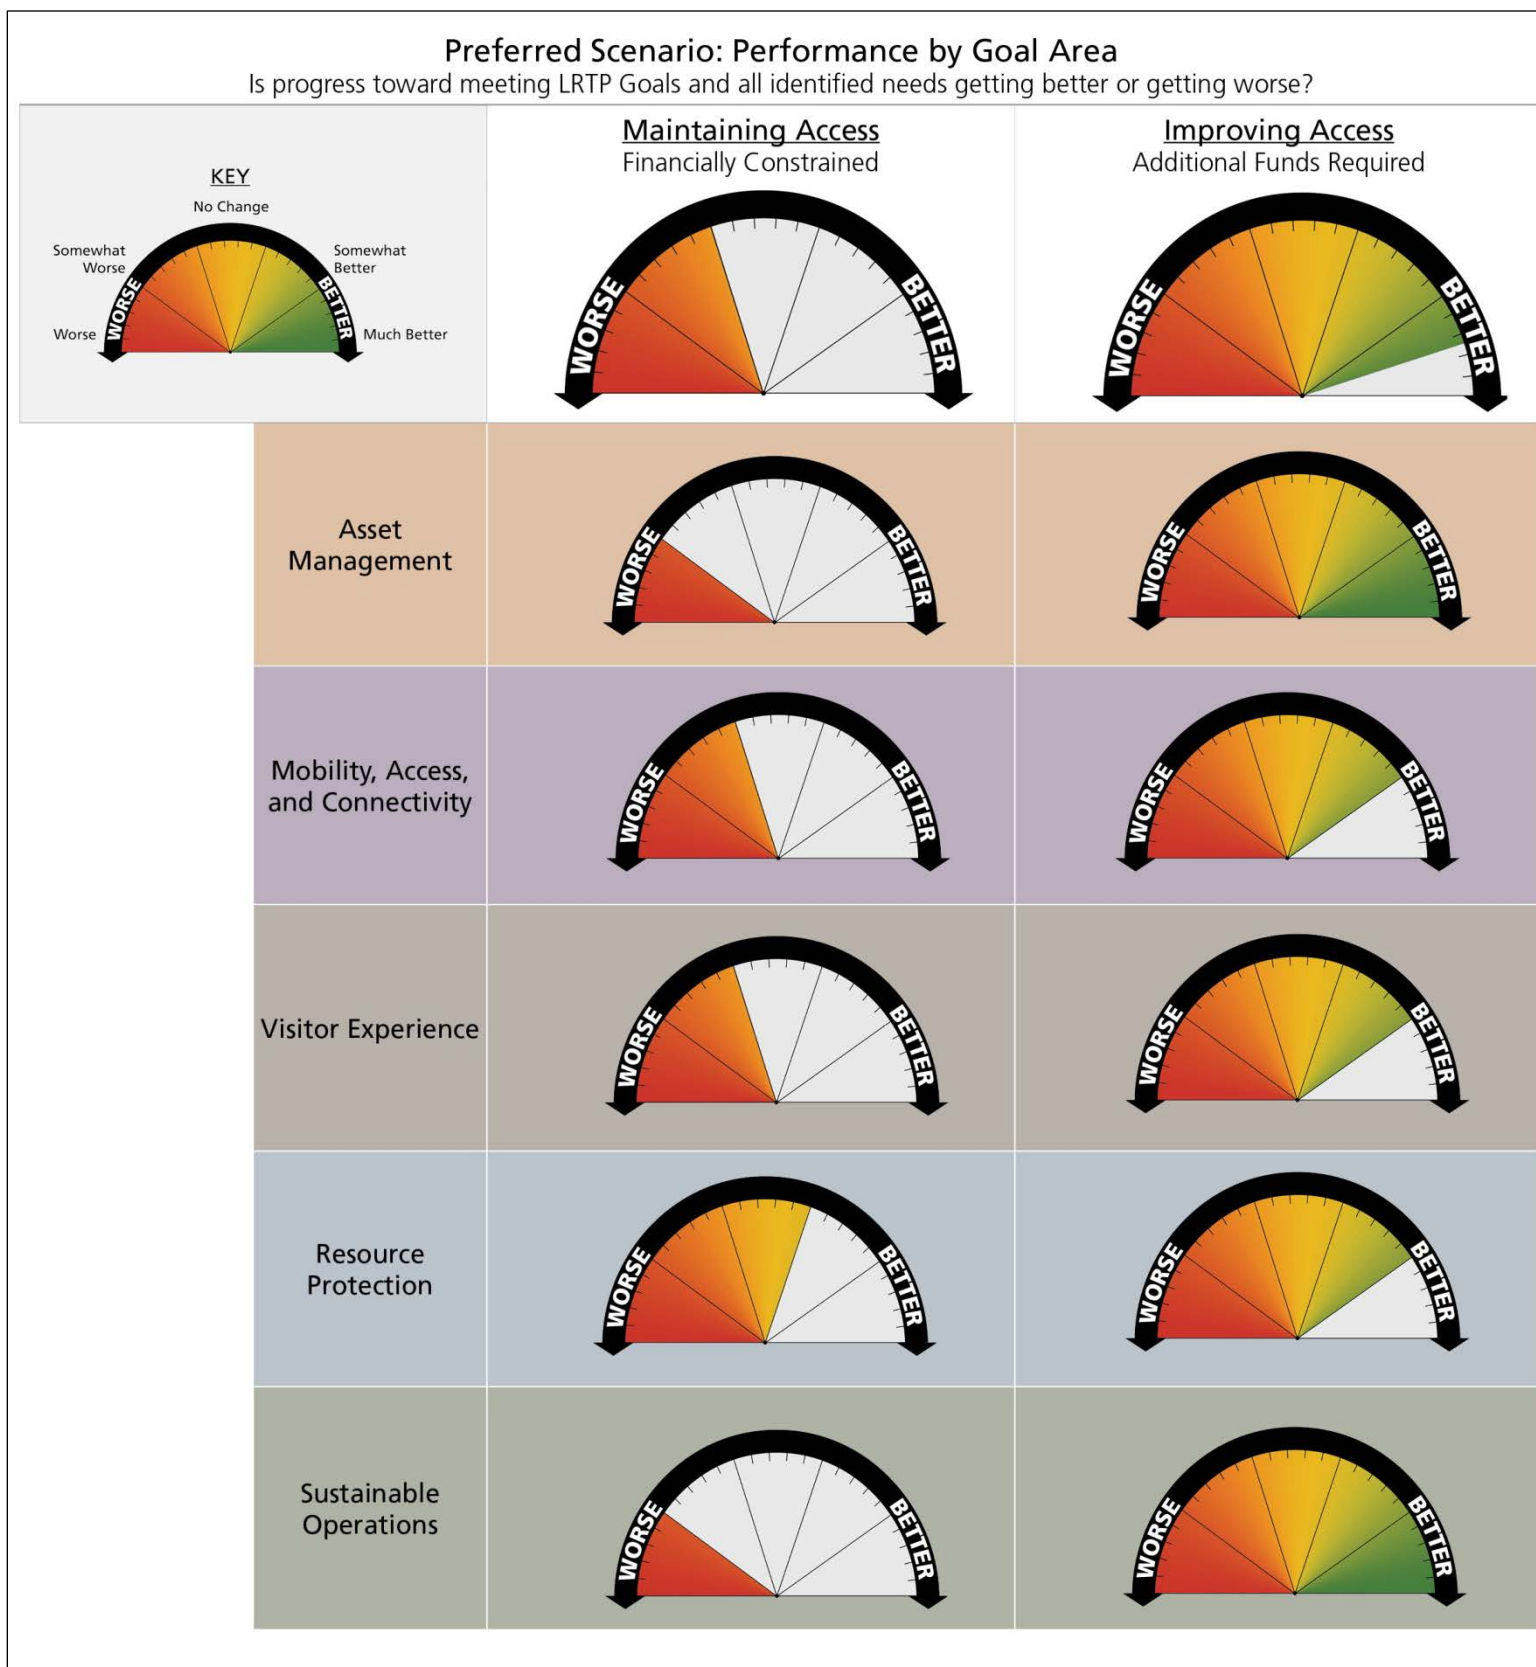 Preferred Scenario: Performance by Goal Area
Is progress toward meeting LRTP Goals and all identified needs getting better or getting worse?
KEY
No Change
Somewhat
Worse
Somewhat
Better
WORSE
BETTER
Worse
Much Better
Maintaining Access
Financially Constrained
WORSE
BETTER
Improving Access
Additional Funds Required
WORSE
BETTER
Asset
Management
WORSE
BETTER
WORSE
BETTER
Mobility, Access,
and Connectivity
WORSE
BETTER
WORSE
BETTER
Visitor Experience
WORSE
BETTER
WORSE
BETTER
Resource
Protection
WORSE
BETTER
WORSE
BETTER
Sustainable
Operations
WORSE
BETTER
WORSE
BETTER